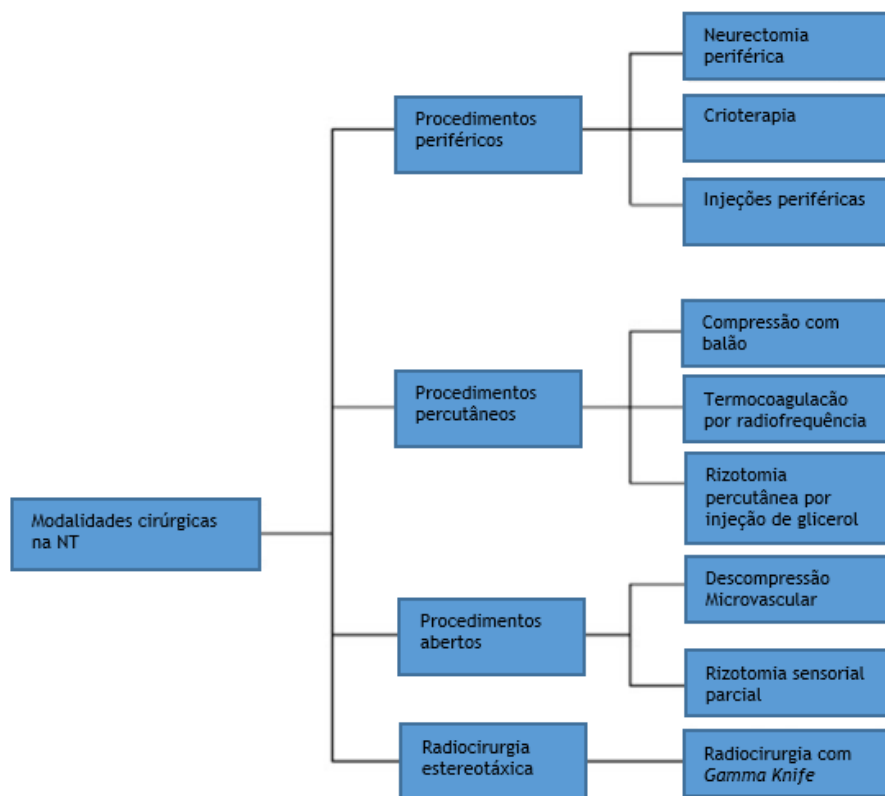 Modalidades cirúrgicas
na NT
Procedimentos
periféricos
Neurectomia
periférica
Crioterapia
Injeções periféricas
Procedimentos
percutâneos
Compressão com
balão
Termocoagulacão
por radiofrequência
Rizotomia
percutânea por
injeção de glicerol
Procedimentos
abertos
Descompressão
Microvascular
Rizotomia sensorial
parcial
Radiocirurgia
estereotáxica
Radiocirurgia com
Gamma Knife